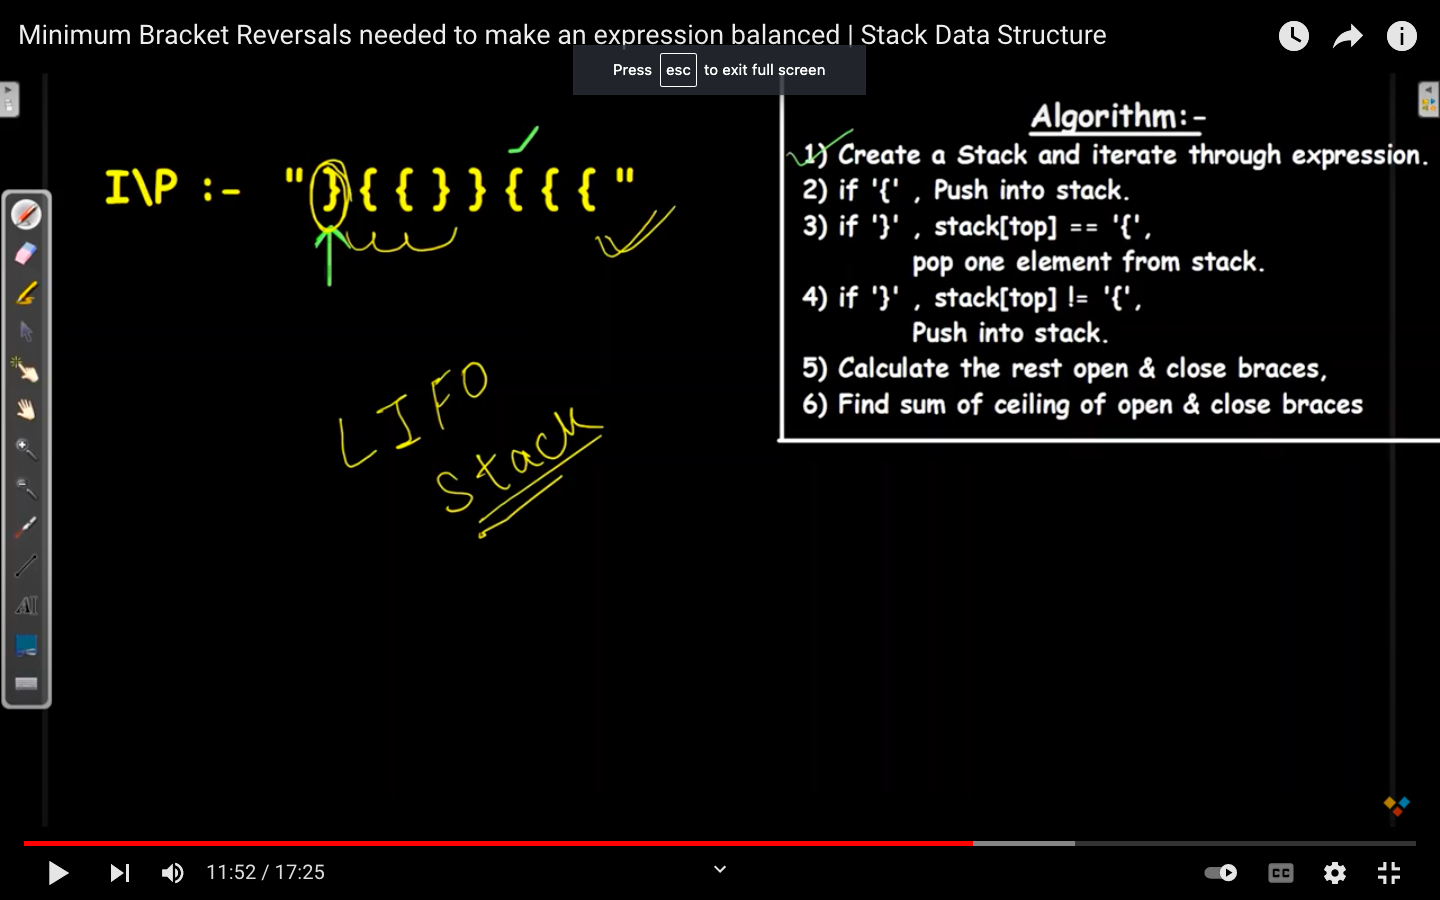 Minimum Bracket Reversals needed to make an expression balanced | Stack Data Structure
Press esc to exit full screen
I\P :- "}{{}}{{{"
Algorithm:-
1) Create a Stack and iterate through expression.
2) if '{' , Push into stack.
3) if '}' , stack[top] == '{',
pop one element from stack.
4) if '}' , stack[top] != '{',
Push into stack.
5) Calculate the rest open & close braces,
6) Find sum of ceiling of open & close braces
LIFO
Stack
AI
11:52 / 17:25
CC